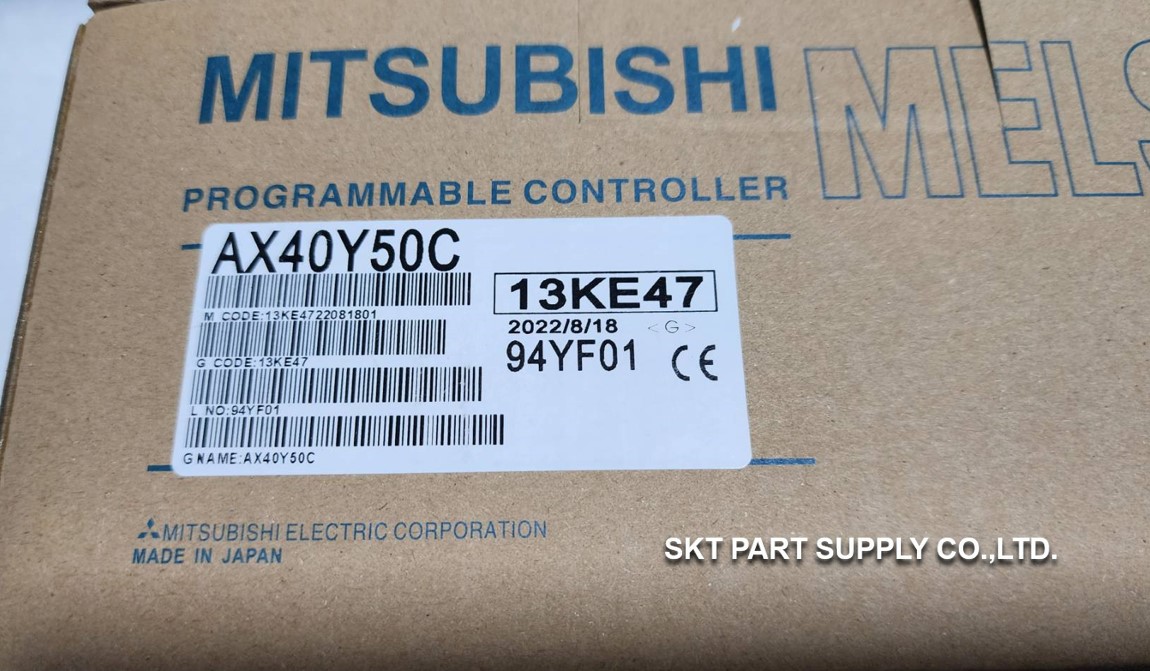 MITSUBISHI
MELS
PROGRAMMABLE CONTROLLER
AX40Y50C
M CODE:13KE4722081801
G CODE:13KE47
L NO:94YF01
G NAME:AX40Y50C
13KE47
2022/8/18 <G>
94YF01 CE
MITSUBISHI ELECTRIC CORPORATION
MADE IN JAPAN
SKT PART SUPPLY CO.,LTD.